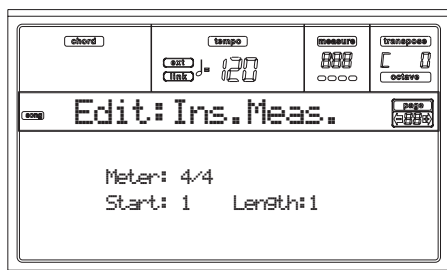 chord tempo measure transpose
ext link ♩= 120 888 C 0
octave
song Edit:Ins.Meas. page
88
Meter: 4/4
Start: 1 Length:1